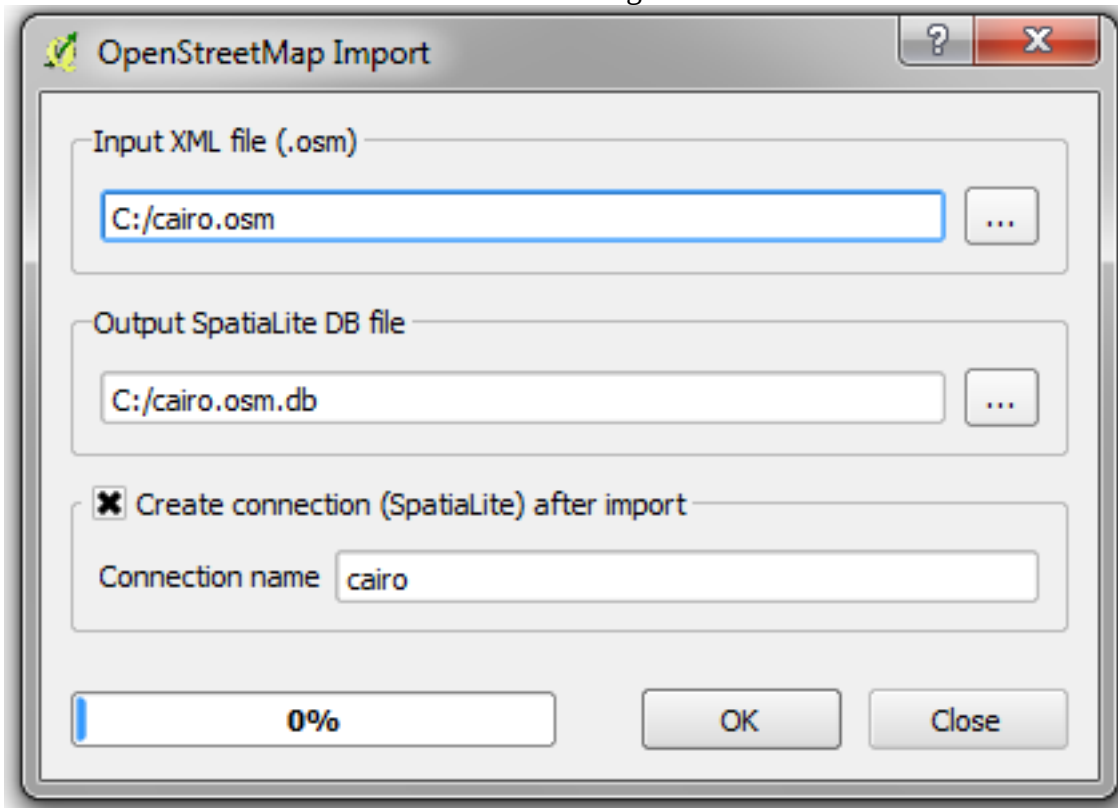 OpenStreetMap Import
Input XML file (.osm)
C:/cairo.osm
...
Output SpatiaLite DB file
C:/cairo.osm.db
...
Create connection (SpatiaLite) after import
Connection name cairo
0% OK Close